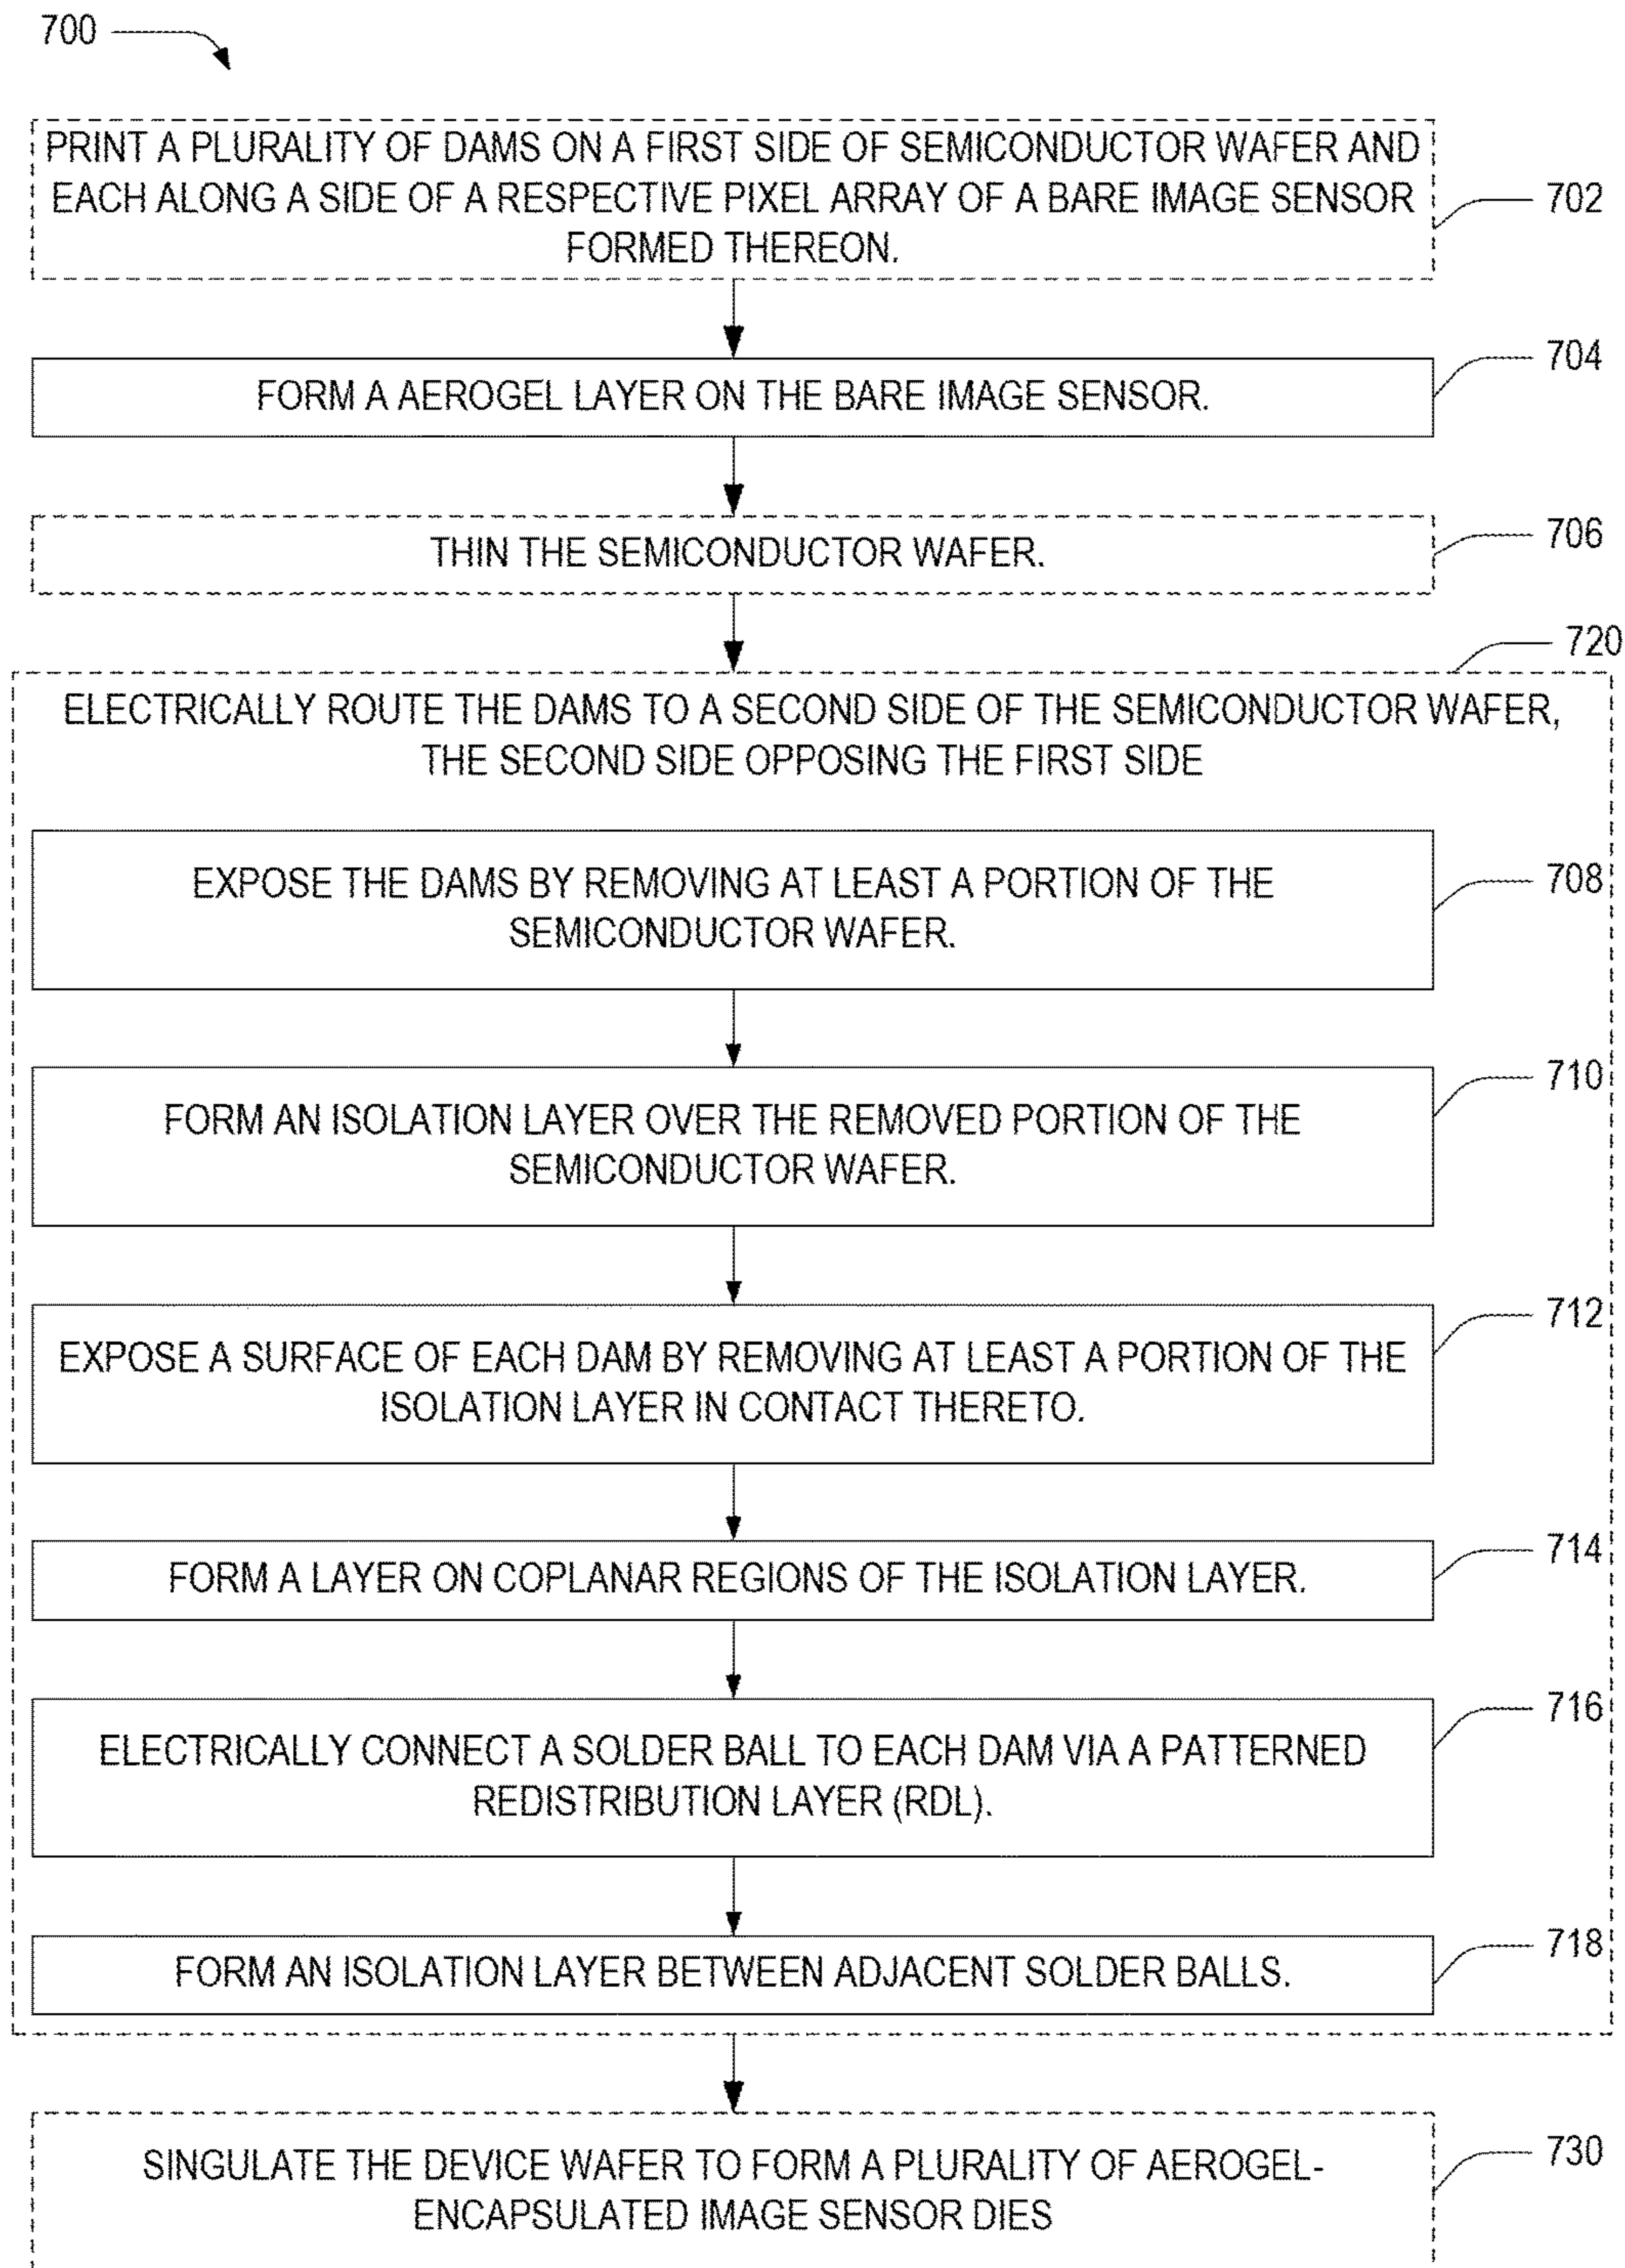 700
PRINT A PLURALITY OF DAMS ON A FIRST SIDE OF SEMICONDUCTOR WAFER AND
EACH ALONG A SIDE OF A RESPECTIVE PIXEL ARRAY OF A BARE IMAGE SENSOR
FORMED THEREON.
702
FORM A AEROGEL LAYER ON THE BARE IMAGE SENSOR.
704
THIN THE SEMICONDUCTOR WAFER.
706
720
ELECTRICALLY ROUTE THE DAMS TO A SECOND SIDE OF THE SEMICONDUCTOR WAFER,
THE SECOND SIDE OPPOSING THE FIRST SIDE
EXPOSE THE DAMS BY REMOVING AT LEAST A PORTION OF THE
SEMICONDUCTOR WAFER.
708
FORM AN ISOLATION LAYER OVER THE REMOVED PORTION OF THE
SEMICONDUCTOR WAFER.
710
EXPOSE A SURFACE OF EACH DAM BY REMOVING AT LEAST A PORTION OF THE
ISOLATION LAYER IN CONTACT THERETO.
712
FORM A LAYER ON COPLANAR REGIONS OF THE ISOLATION LAYER.
714
ELECTRICALLY CONNECT A SOLDER BALL TO EACH DAM VIA A PATTERNED
REDISTRIBUTION LAYER (RDL).
716
FORM AN ISOLATION LAYER BETWEEN ADJACENT SOLDER BALLS.
718
SINGULATE THE DEVICE WAFER TO FORM A PLURALITY OF AEROGEL-
ENCAPSULATED IMAGE SENSOR DIES
730